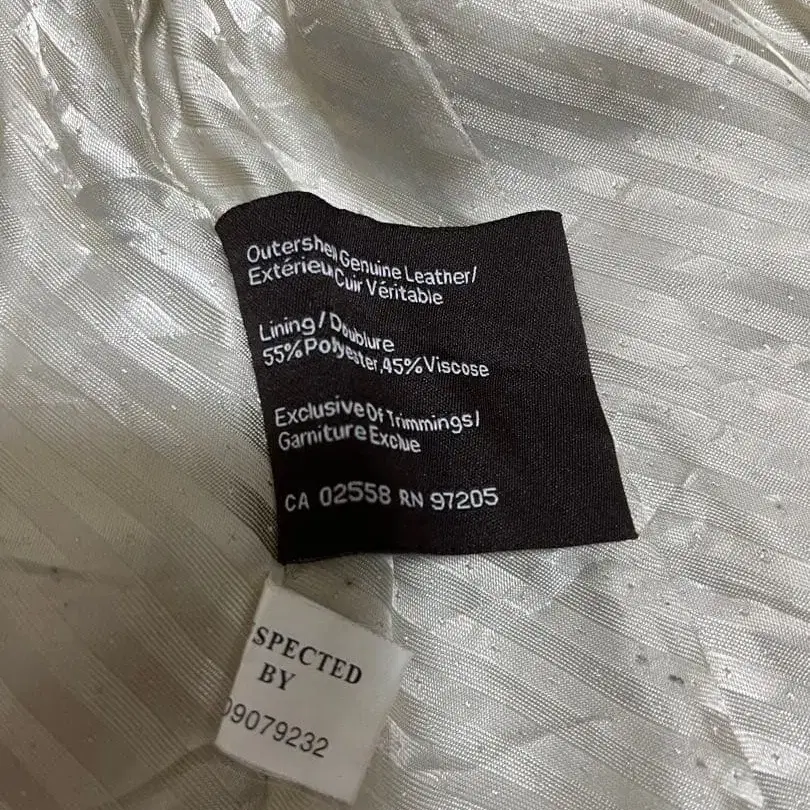 Outershell Genuine Leather/
Extérieur Cuir Véritable
Lining / Doublure
55% Polyester, 45% Viscose
Exclusive Of Trimmings/
Garniture Exclue
CA 02558 RN 97205
SPECTED
BY
09079232